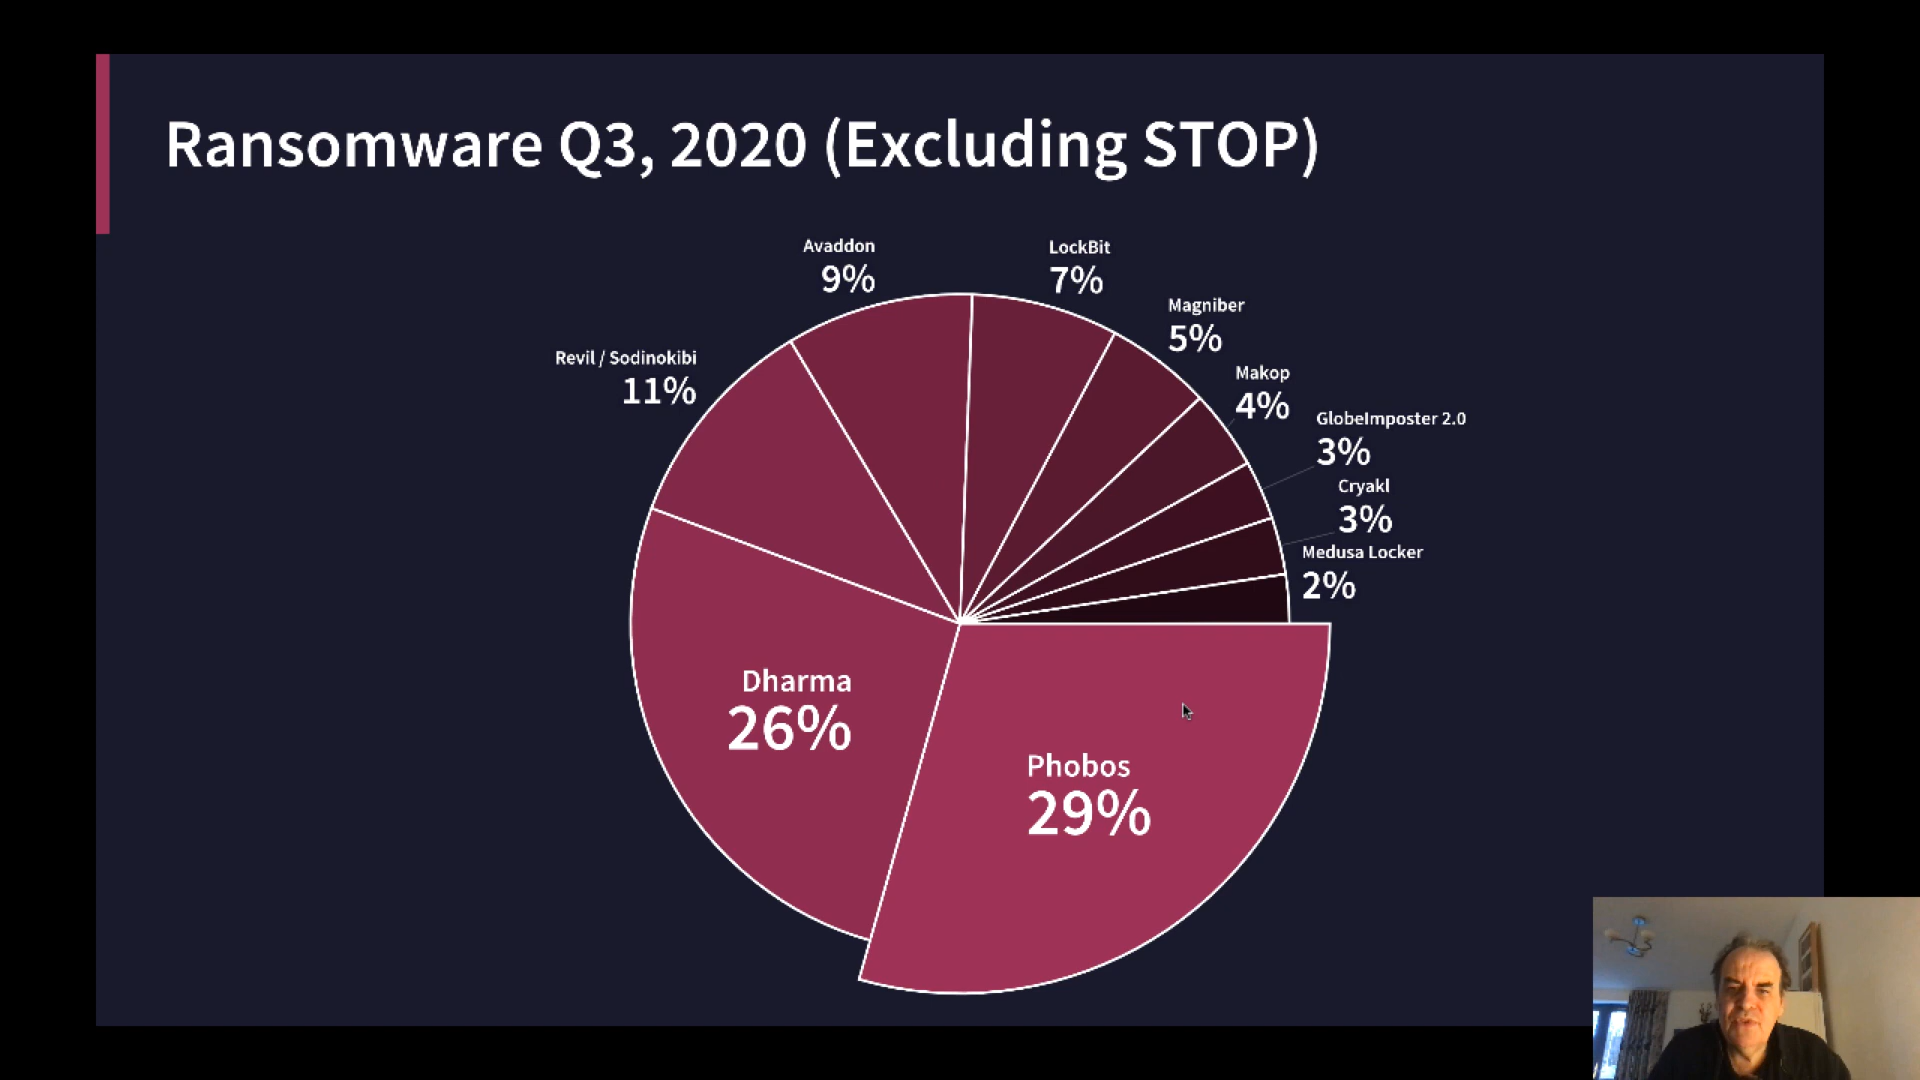 Ransomware Q3, 2020 (Excluding STOP)
Avaddon
9%
LockBit
7%
Magniber
5%
Revil / Sodinokibi
11%
Makop
4%
GlobeImposter 2.0
3%
Cryakl
3%
Medusa Locker
2%
Dharma
26%
Phobos
29%